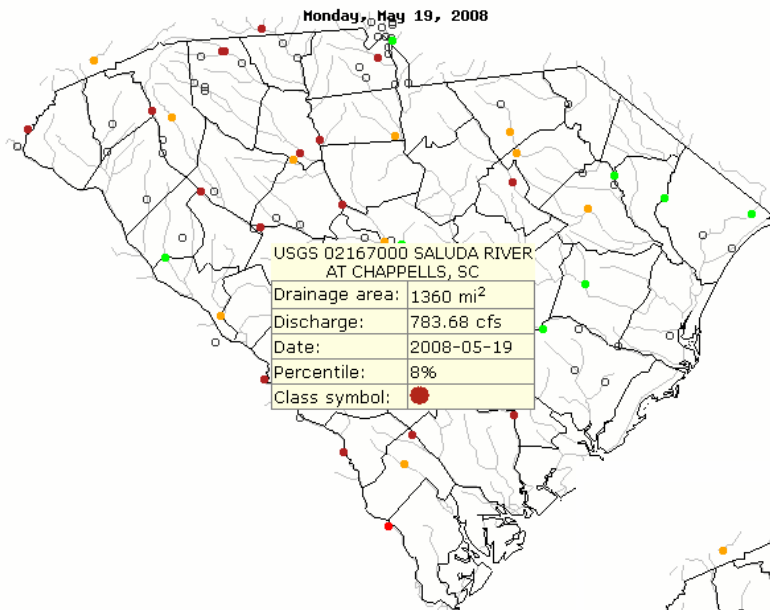 Monday, May 19, 2008
USGS 02167000 SALUDA RIVER
AT CHAPPELLS, SC
Drainage area: 1360 mi²
Discharge: 783.68 cfs
Date: 2008-05-19
Percentile: 8%
Class symbol: